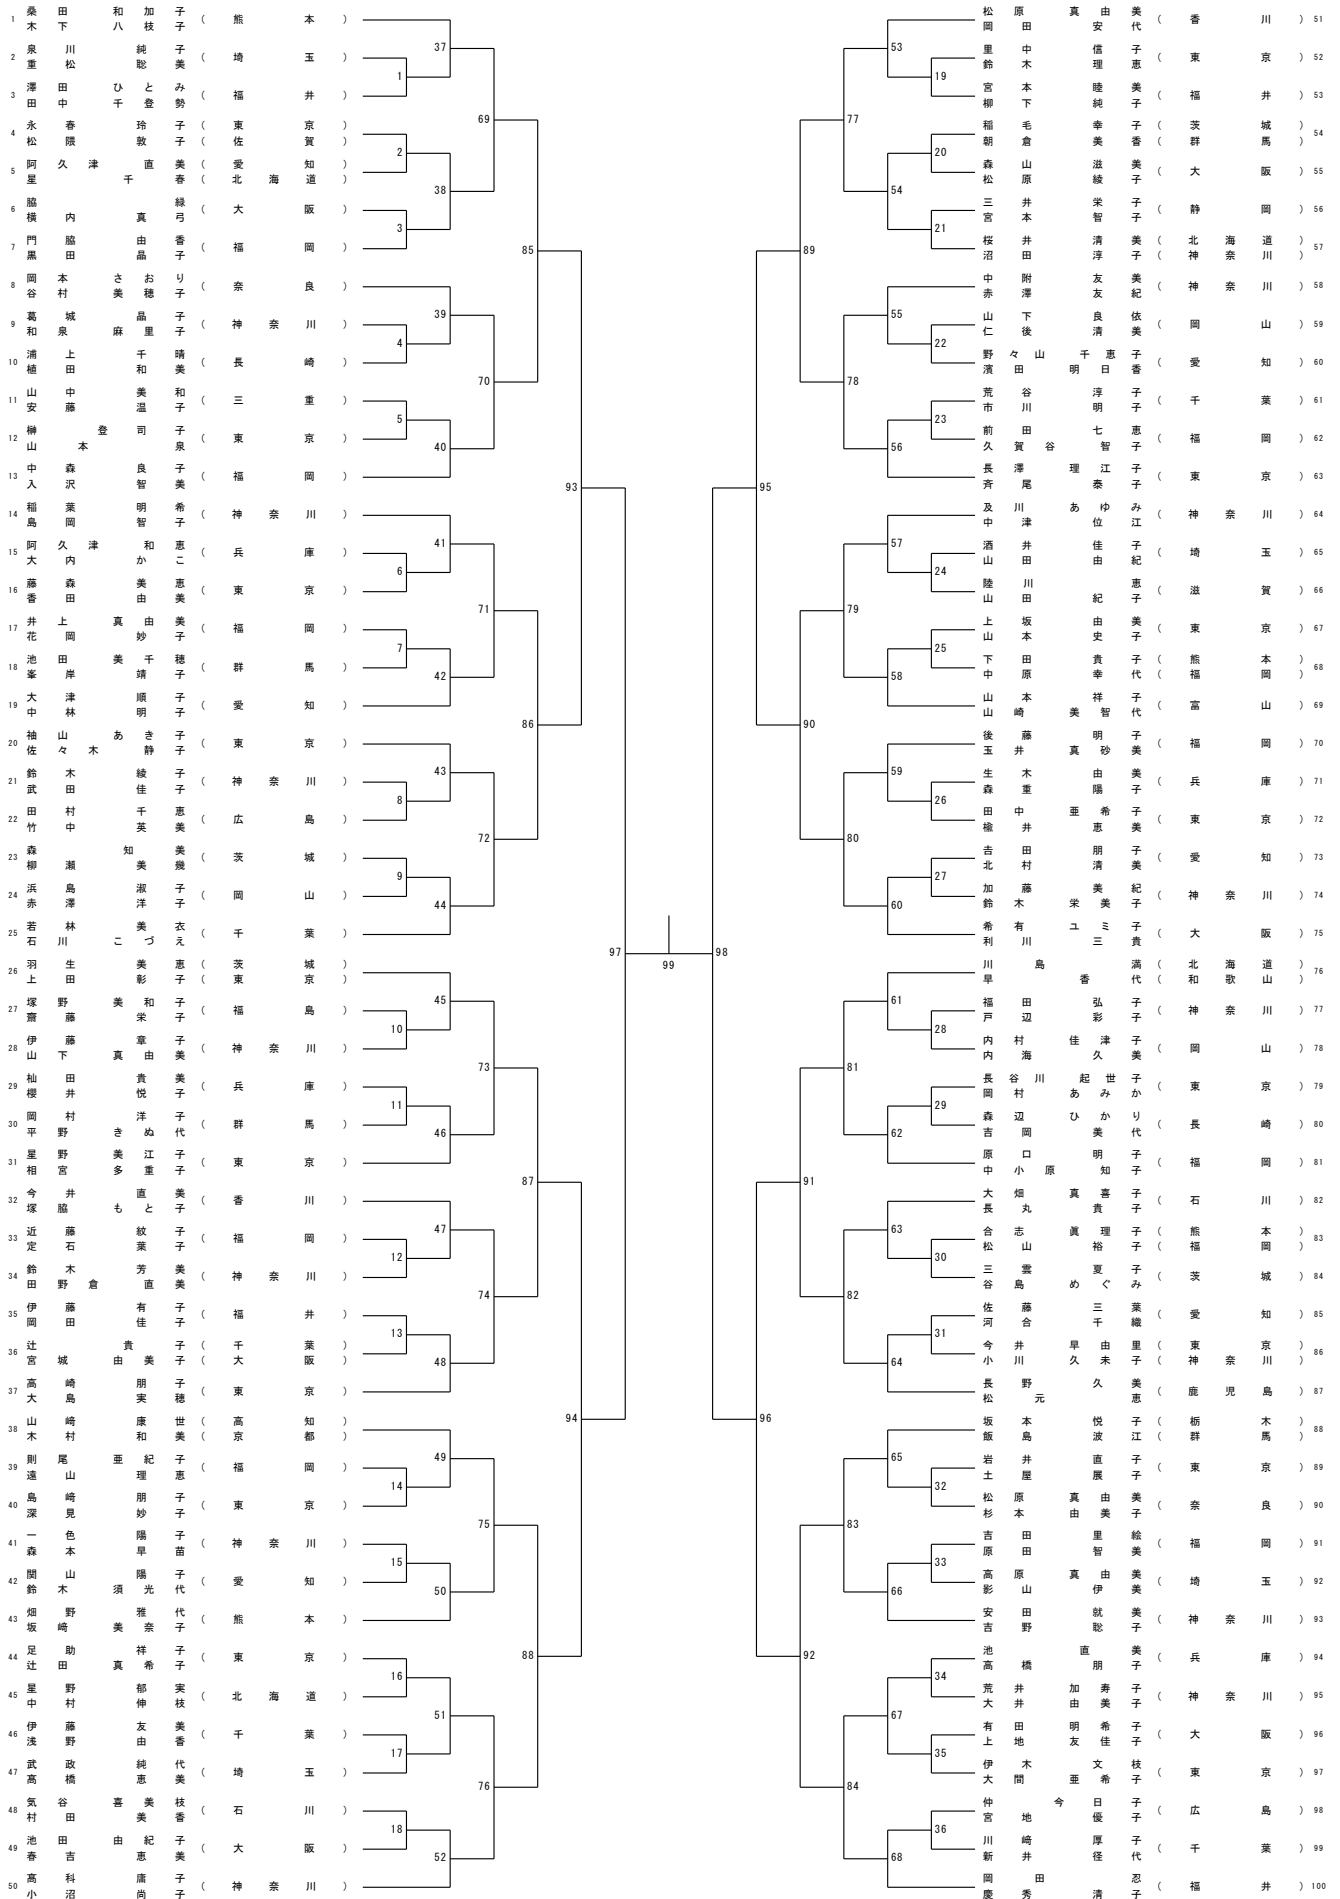 1 桑田和加子 木下八枝子 (熊本)
2 泉川純子 重松聡美 (埼玉)
3 澤田ひとみ 田中千登勢 (福井)
4 永春玲子 (東京) 松隈敦子 (佐賀)
5 阿久津直美 (愛知) 星千春 (北海道)
6 脇緑 横内真弓 (大阪)
7 門脇由香 黒田晶子 (福岡)
8 岡本さおり 谷村美穂子 (奈良)
9 葛城晶子 和泉麻里子 (神奈川)
10 浦上千晴 植田和美 (長崎)
11 山中美和 安藤温子 (三重)
12 榊登司子 山本泉 (東京)
13 中森良子 入沢智美 (福岡)
14 稲葉明希 島岡智子 (神奈川)
15 阿久津和恵 大内かこ (兵庫)
16 藤森美恵 香田由美 (東京)
17 井上真由美 花岡妙子 (福岡)
18 池田美千穂 峯岸靖子 (群馬)
19 大津順子 中林明子 (愛知)
20 袖山あき子 佐々木静子 (東京)
21 鈴木綾子 武田佳子 (神奈川)
22 田村千恵 竹中英美 (広島)
23 森知美 柳瀬美幾 (茨城)
24 浜島淑子 赤澤洋子 (岡山)
25 若林美衣 石川こづえ (千葉)
26 羽生美恵 (茨城) 上田彰子 (東京)
27 塚野美和子 齋藤栄子 (福島)
28 伊藤章子 山下真由美 (神奈川)
29 杣田貴美 櫻井悦子 (兵庫)
30 岡村洋子 平野きぬ代 (群馬)
31 星野美江子 相宮多重子 (東京)
32 今井直美 塚脇もと子 (香川)
33 近藤紋子 定石葉子 (福岡)
34 鈴木芳美 田野倉直美 (神奈川)
35 伊藤有子 岡田佳子 (福井)
36 辻貴子 (千葉) 宮城由美子 (大阪)
37 高崎朋子 大島実穂 (東京)
38 山﨑康世 (高知) 木村和美 (京都)
39 則尾亜紀子 遠山理恵 (福岡)
40 島﨑朋子 深見妙子 (東京)
41 一色陽子 森本早苗 (神奈川)
42 関山陽子 鈴木須光代 (愛知)
43 畑野雅代 坂﨑美奈子 (熊本)
44 足助祥子 辻田真希子 (東京)
45 星野郁実 中村伸枝 (北海道)
46 伊藤友美 浅野由香 (千葉)
47 武政純代 高橋恵美 (埼玉)
48 気谷喜美枝 村田美香 (石川)
49 池田由紀子 春吉恵美 (大阪)
50 高科庸子 小沼尚子 (神奈川)
37
1
69
2
38
3
85
39
4
70
5
40
93
41
6
71
7
42
86
43
8
72
9
44
97
99
98
45
10
73
11
46
87
47
12
74
13
48
94
49
14
75
15
50
88
16
51
17
76
18
52
53
19
77
20
54
21
89
55
22
78
23
56
95
57
24
79
25
58
90
59
26
80
27
60
61
28
81
29
62
91
63
30
82
31
64
96
65
32
83
33
66
92
34
67
35
84
36
68
松原真由美 岡田安代 (香川) 51
里中信子 鈴木理恵 (東京) 52
宮本睦美 柳下純子 (福井) 53
稲毛幸子 (茨城) 朝倉美香 (群馬) 54
森山滋美 松原綾子 (大阪) 55
三井栄子 宮本智子 (静岡) 56
桜井清美 (北海道) 沼田淳子 (神奈川) 57
中附友美 赤澤友紀 (神奈川) 58
山下良依 仁後清美 (岡山) 59
野々山千恵子 濱田明日香 (愛知) 60
荒谷淳子 市川明子 (千葉) 61
前田七恵 久賀谷智子 (福岡) 62
長澤理江子 斉尾泰子 (東京) 63
及川あゆみ 中津位江 (神奈川) 64
酒井佳子 山田由紀 (埼玉) 65
陸川恵 山田紀子 (滋賀) 66
上坂由美 山本史子 (東京) 67
下田貴子 (熊本) 中原幸代 (福岡) 68
山本祥子 山崎美智代 (富山) 69
後藤明子 玉井真砂美 (福岡) 70
生木由美 森重陽子 (兵庫) 71
田中亜希子 楡井恵美 (東京) 72
吉田朋子 北村清美 (愛知) 73
加藤美紀 鈴木栄美子 (神奈川) 74
希有ユミ子 利川三貴 (大阪) 75
川島満 (北海道) 早香代 (和歌山) 76
福田弘子 戸辺彩子 (神奈川) 77
内村佳津子 内海久美 (岡山) 78
長谷川起世子 岡村あみか (東京) 79
森辺ひかり 吉岡美代 (長崎) 80
原口明子 中小原知子 (福岡) 81
大畑真喜子 長丸貴子 (石川) 82
合志眞理子 (熊本) 松山裕子 (福岡) 83
三雲夏子 谷島めぐみ (茨城) 84
佐藤三葉 河合千織 (愛知) 85
今井早由里 (東京) 小川久未子 (神奈川) 86
長野久美 松元恵 (鹿児島) 87
坂本悦子 (栃木) 飯島波江 (群馬) 88
岩井直子 土屋展子 (東京) 89
松原真由美 杉本由美子 (奈良) 90
吉田里絵 原田智美 (福岡) 91
高原真由美 影山伊美 (埼玉) 92
安田就美 吉野聡子 (神奈川) 93
池直美 高橋朋子 (兵庫) 94
荒井加寿子 大井由美子 (神奈川) 95
有田明希子 上地友佳子 (大阪) 96
伊木文枝 大間亜希子 (東京) 97
仲今日子 宮地優子 (広島) 98
川﨑厚子 新井径代 (千葉) 99
岡田忍 慶秀清子 (福井) 100